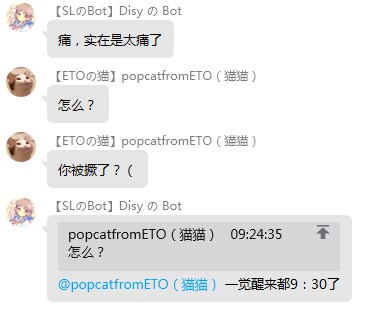 【SLのBot】Disy の Bot
痛，实在是太痛了
【ETOの猫】popcatfromETO（猫猫）
怎么？
【ETOの猫】popcatfromETO（猫猫）
你被撅了？（
【SLのBot】Disy の Bot
popcatfromETO（猫猫） 09:24:35
怎么？
@popcatfromETO（猫猫） 一觉醒来都9：30了